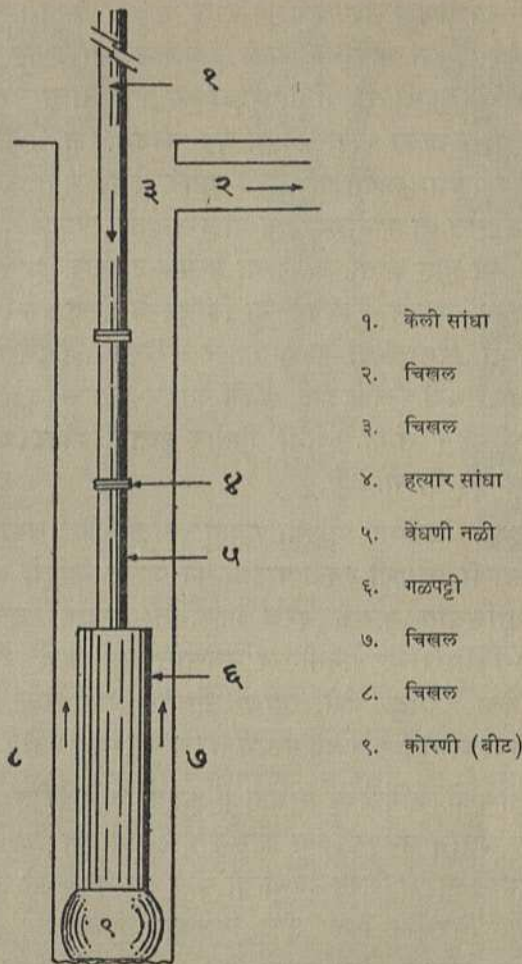 १
३
२
४
५
६
८
७
९
१. केली सांधा
२. चिखल
३. चिखल
४. हत्यार सांधा
५. वेंधणी नळी
६. गळपट्टी
७. चिखल
८. चिखल
९. कोरणी (बीट)